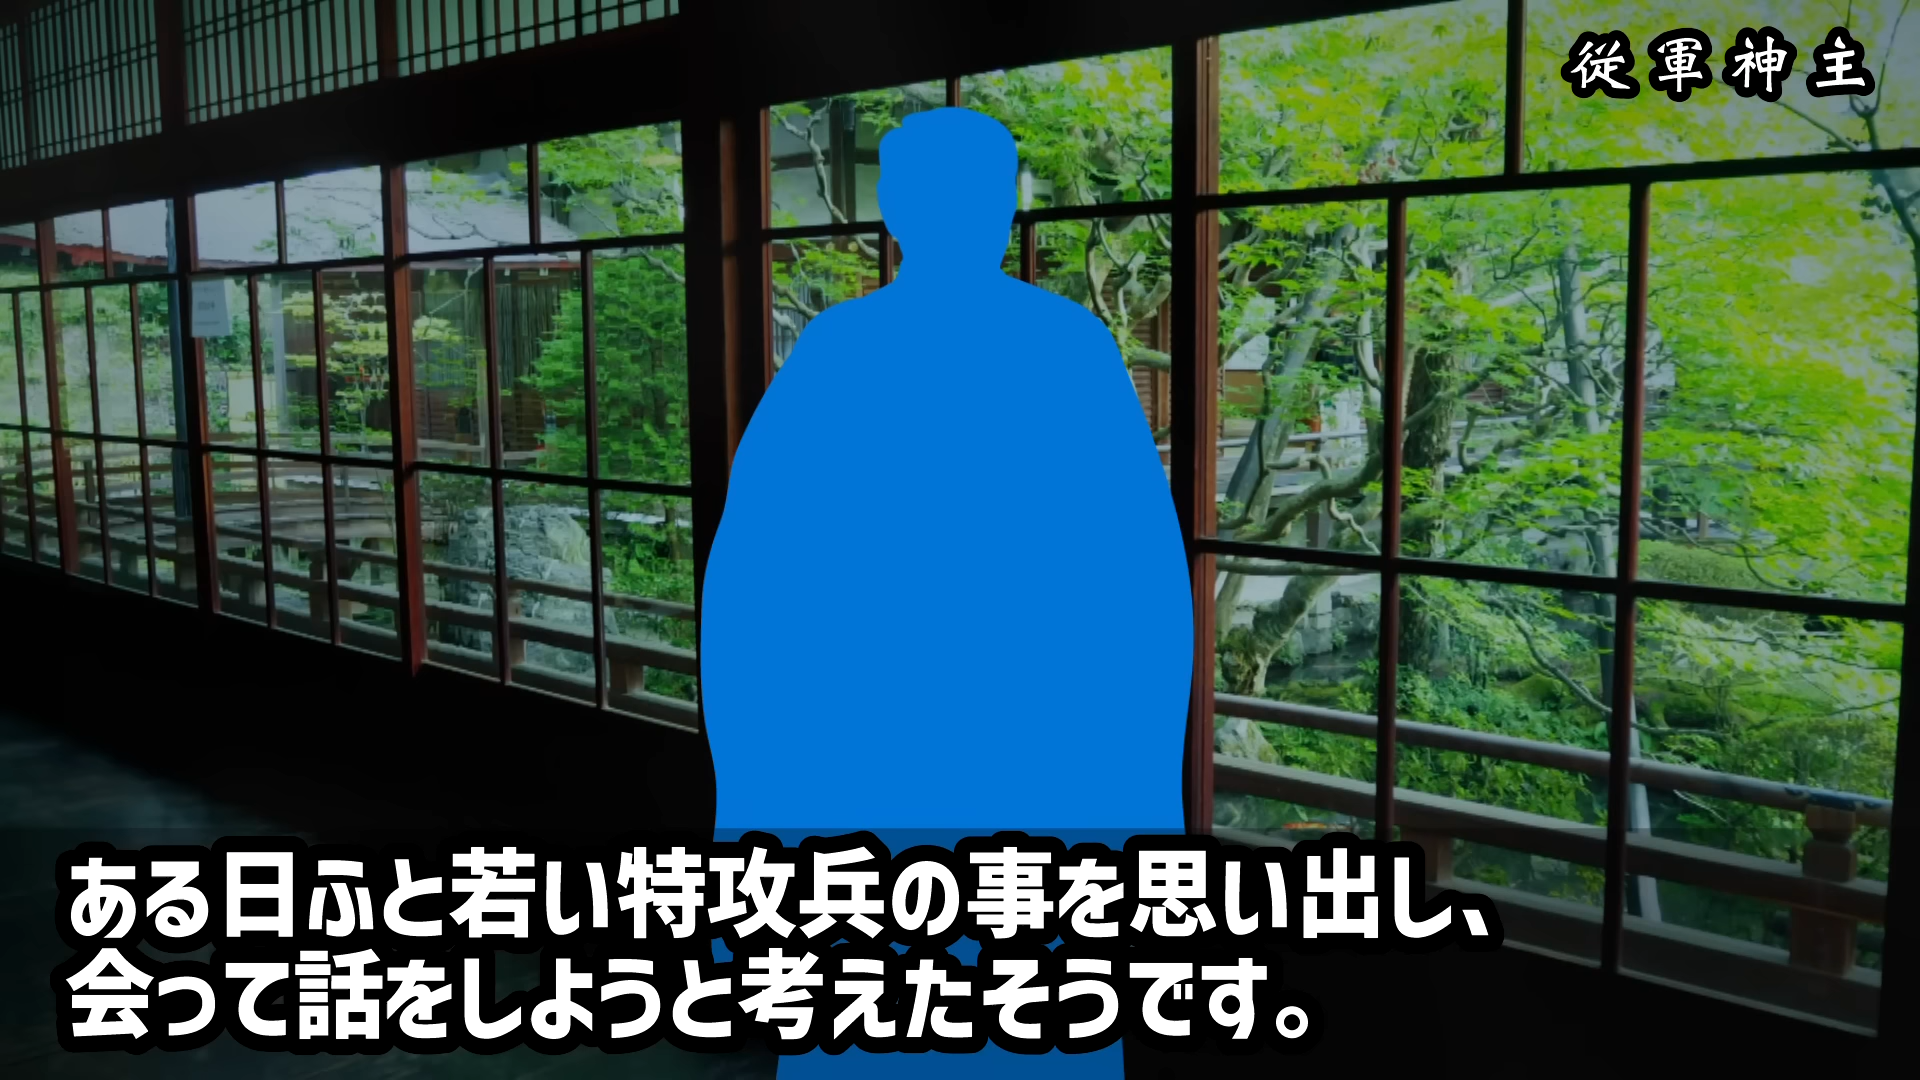 従軍神主
ある日ふと若い特攻兵の事を思い出し、
会って話をしようと考えたそうです。